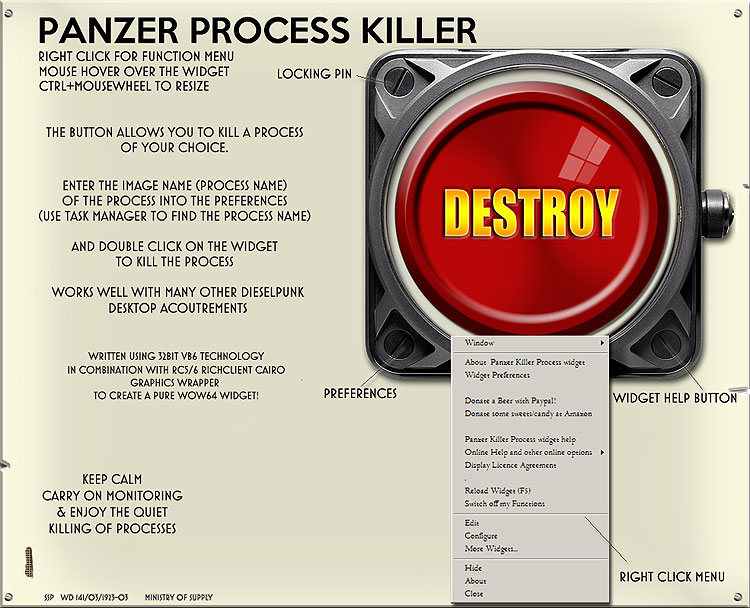 PANZER PROCESS KILLER
RIGHT CLICK FOR FUNCTION MENU
MOUSE HOVER OVER THE WIDGET
CTRL+MOUSEWHEEL TO RESIZE
LOCKING PIN
THE BUTTON ALLOWS YOU TO KILL A PROCESS
OF YOUR CHOICE.
ENTER THE IMAGE NAME (PROCESS NAME)
OF THE PROCESS INTO THE PREFERENCES
(USE TASK MANAGER TO FIND THE PROCESS NAME)
AND DOUBLE CLICK ON THE WIDGET
TO KILL THE PROCESS
WORKS WELL WITH MANY OTHER DIESELPUNK
DESKTOP ACOUTREMENTS
WRITTEN USING 32BIT VB6 TECHNOLOGY
IN COMBINATION WITH RC5/6 RICHCLIENT CAIRO
GRAPHICS WRAPPER
TO CREATE A PURE WOW64 WIDGET!
KEEP CALM
CARRY ON MONITORING
& ENJOY THE QUIET
KILLING OF PROCESSES
SSP WD 141/03/1923-03 MINISTRY OF SUPPLY
DESTROY
PREFERENCES
WIDGET HELP BUTTON
Window
About Panzer Killer Process widget
Widget Preferences
Donate a Beer with Paypal!
Donate some sweets/candy at Amazon
.
Panzer Killer Process widget help
Online Help and other online options
Display Licence Agreement
.
Reload Widget (F5)
Switch off my Functions
Edit
Configure
More Widgets...
Hide
About
Close
RIGHT CLICK MENU